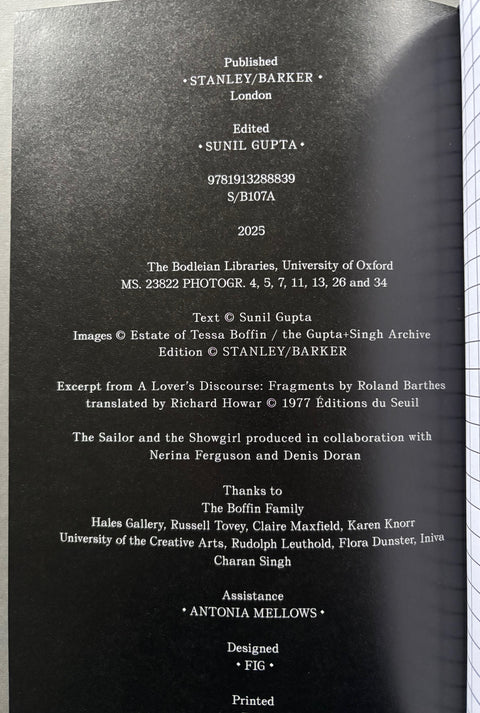 Published
• STANLEY/BARKER •
London
Edited
• SUNIL GUPTA •
9781913288839
S/B107A
2025
The Bodleian Libraries, University of Oxford
MS. 23822 PHOTOGR. 4, 5, 7, 11, 13, 26 and 34
Text © Sunil Gupta
Images © Estate of Tessa Boffin / the Gupta+Singh Archive
Edition © STANLEY/BARKER
Excerpt from A Lover's Discourse: Fragments by Roland Barthes
translated by Richard Howar © 1977 Éditions du Seuil
The Sailor and the Showgirl produced in collaboration with
Nerina Ferguson and Denis Doran
Thanks to
The Boffin Family
Hales Gallery, Russell Tovey, Claire Maxfield, Karen Knorr
University of the Creative Arts, Rudolph Leuthold, Flora Dunster, Iniva
Charan Singh
Assistance
• ANTONIA MELLOWS •
Designed
• FIG •
Printed